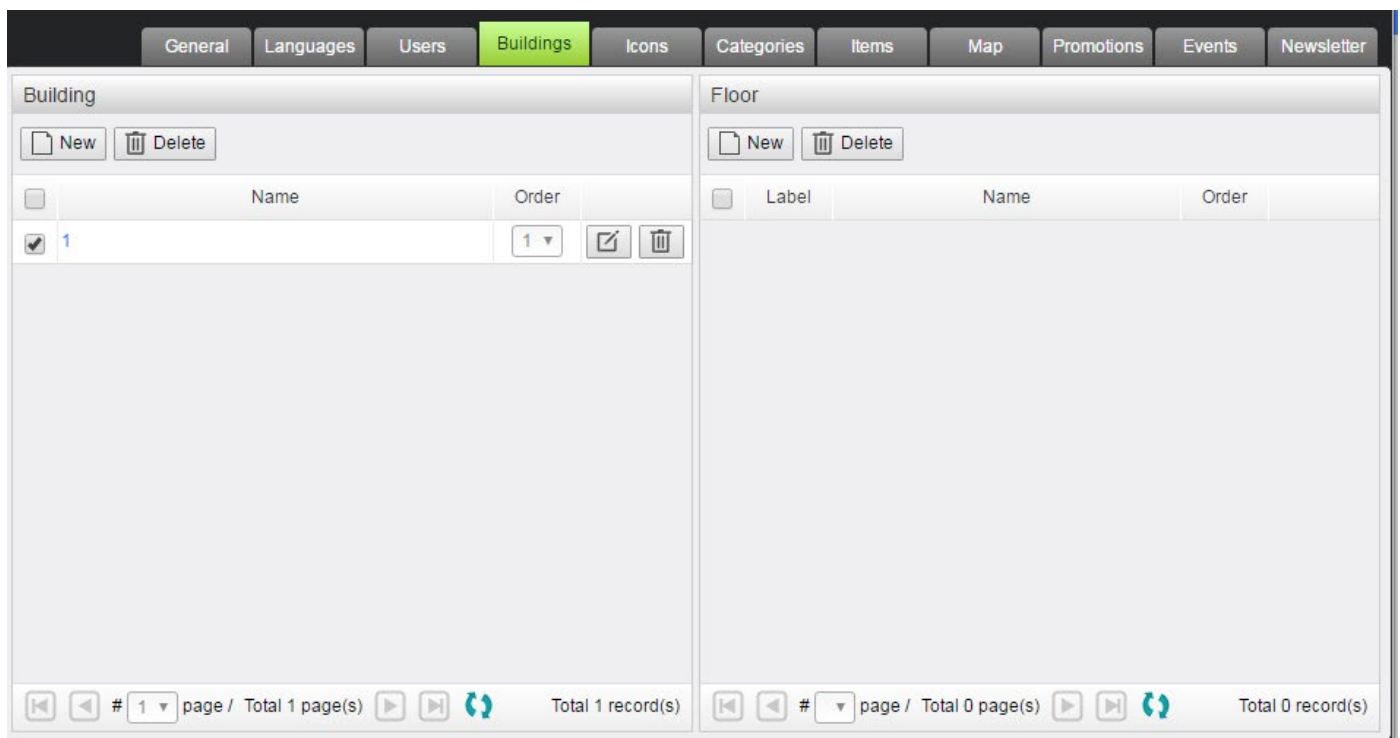 General Languages Users Buildings Icons Categories Items Map Promotions Events Newsletter
Building
New Delete
Name Order
1 1
# 1 page / Total 1 page(s) Total 1 record(s)
Floor
New Delete
Label Name Order
# page / Total 0 page(s) Total 0 record(s)